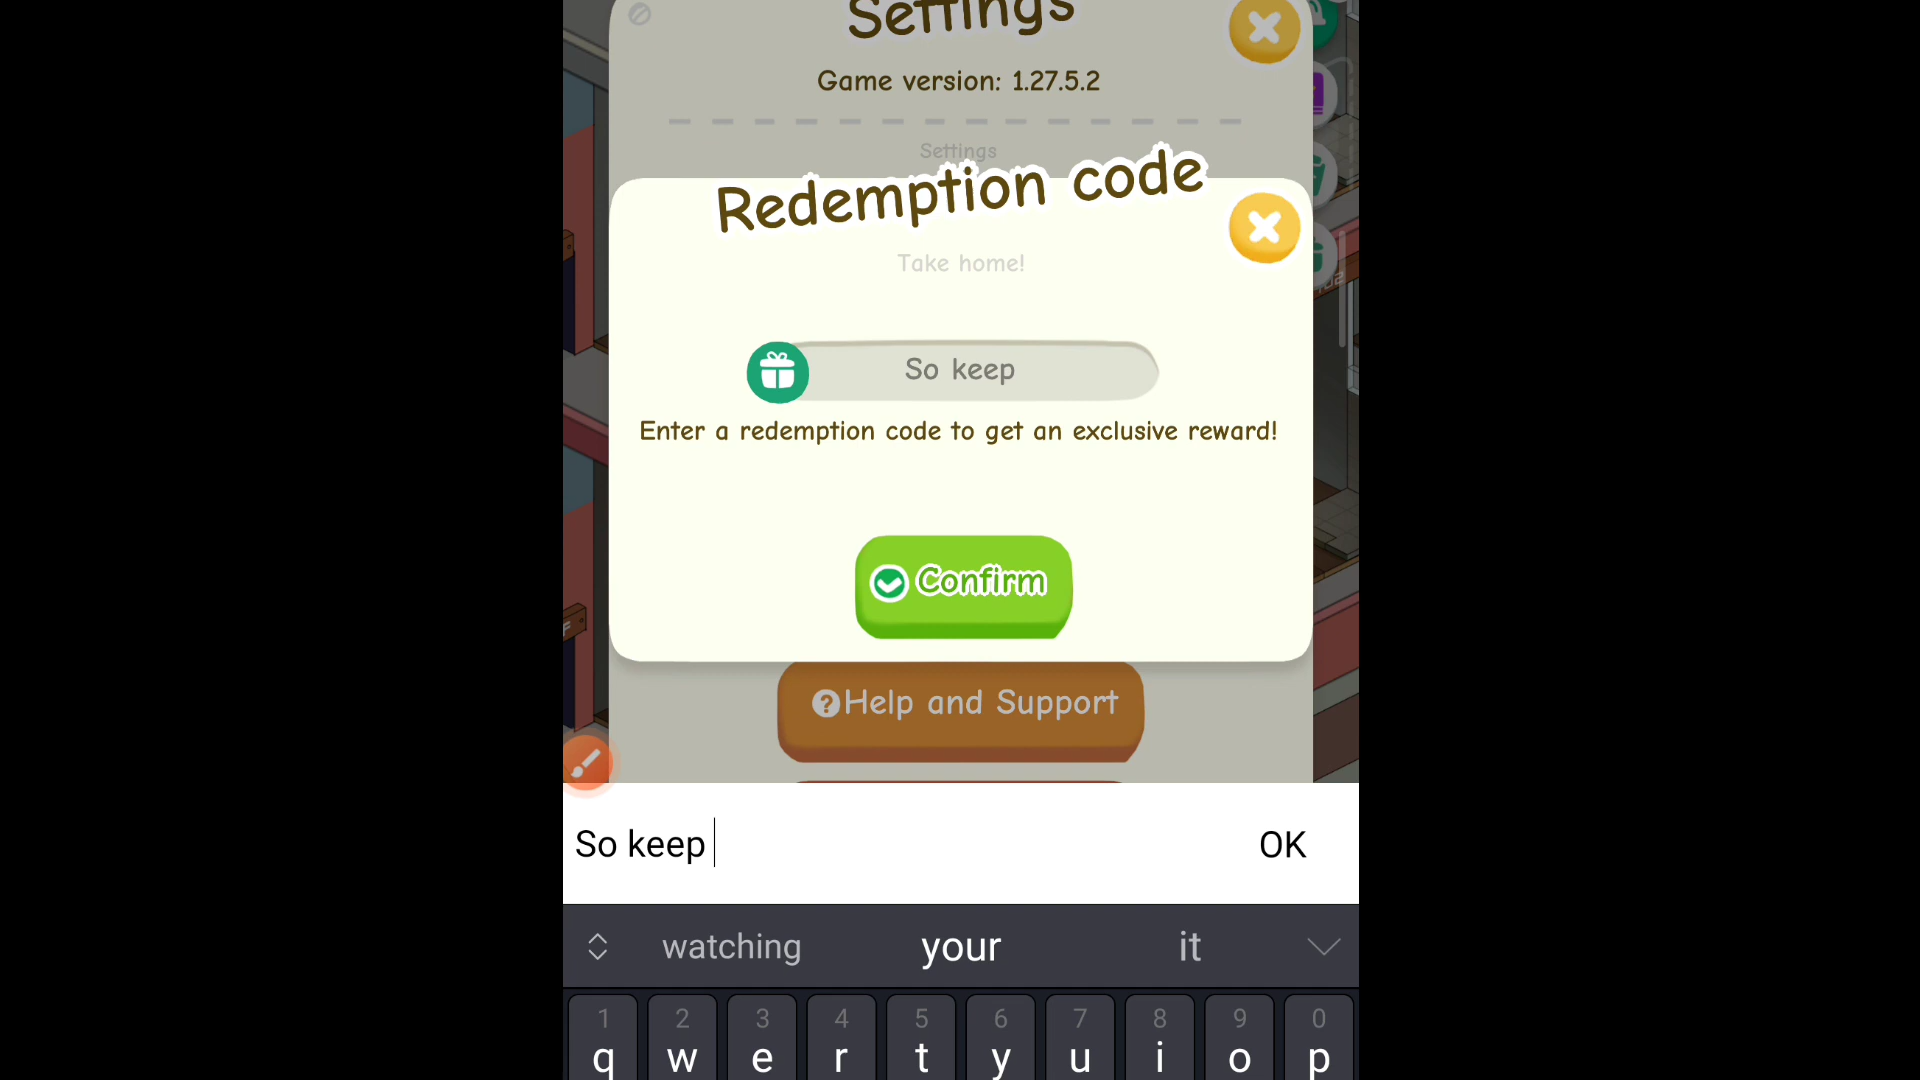 Settings
Game version: 1.27.5.2
Settings
Redemption code
Take home!
So keep
Enter a redemption code to get an exclusive reward!
Confirm
Help and Support
So keep
OK
watching your it
1 2 3 4 5 6 7 8 9 0
q w e r t y u i o p